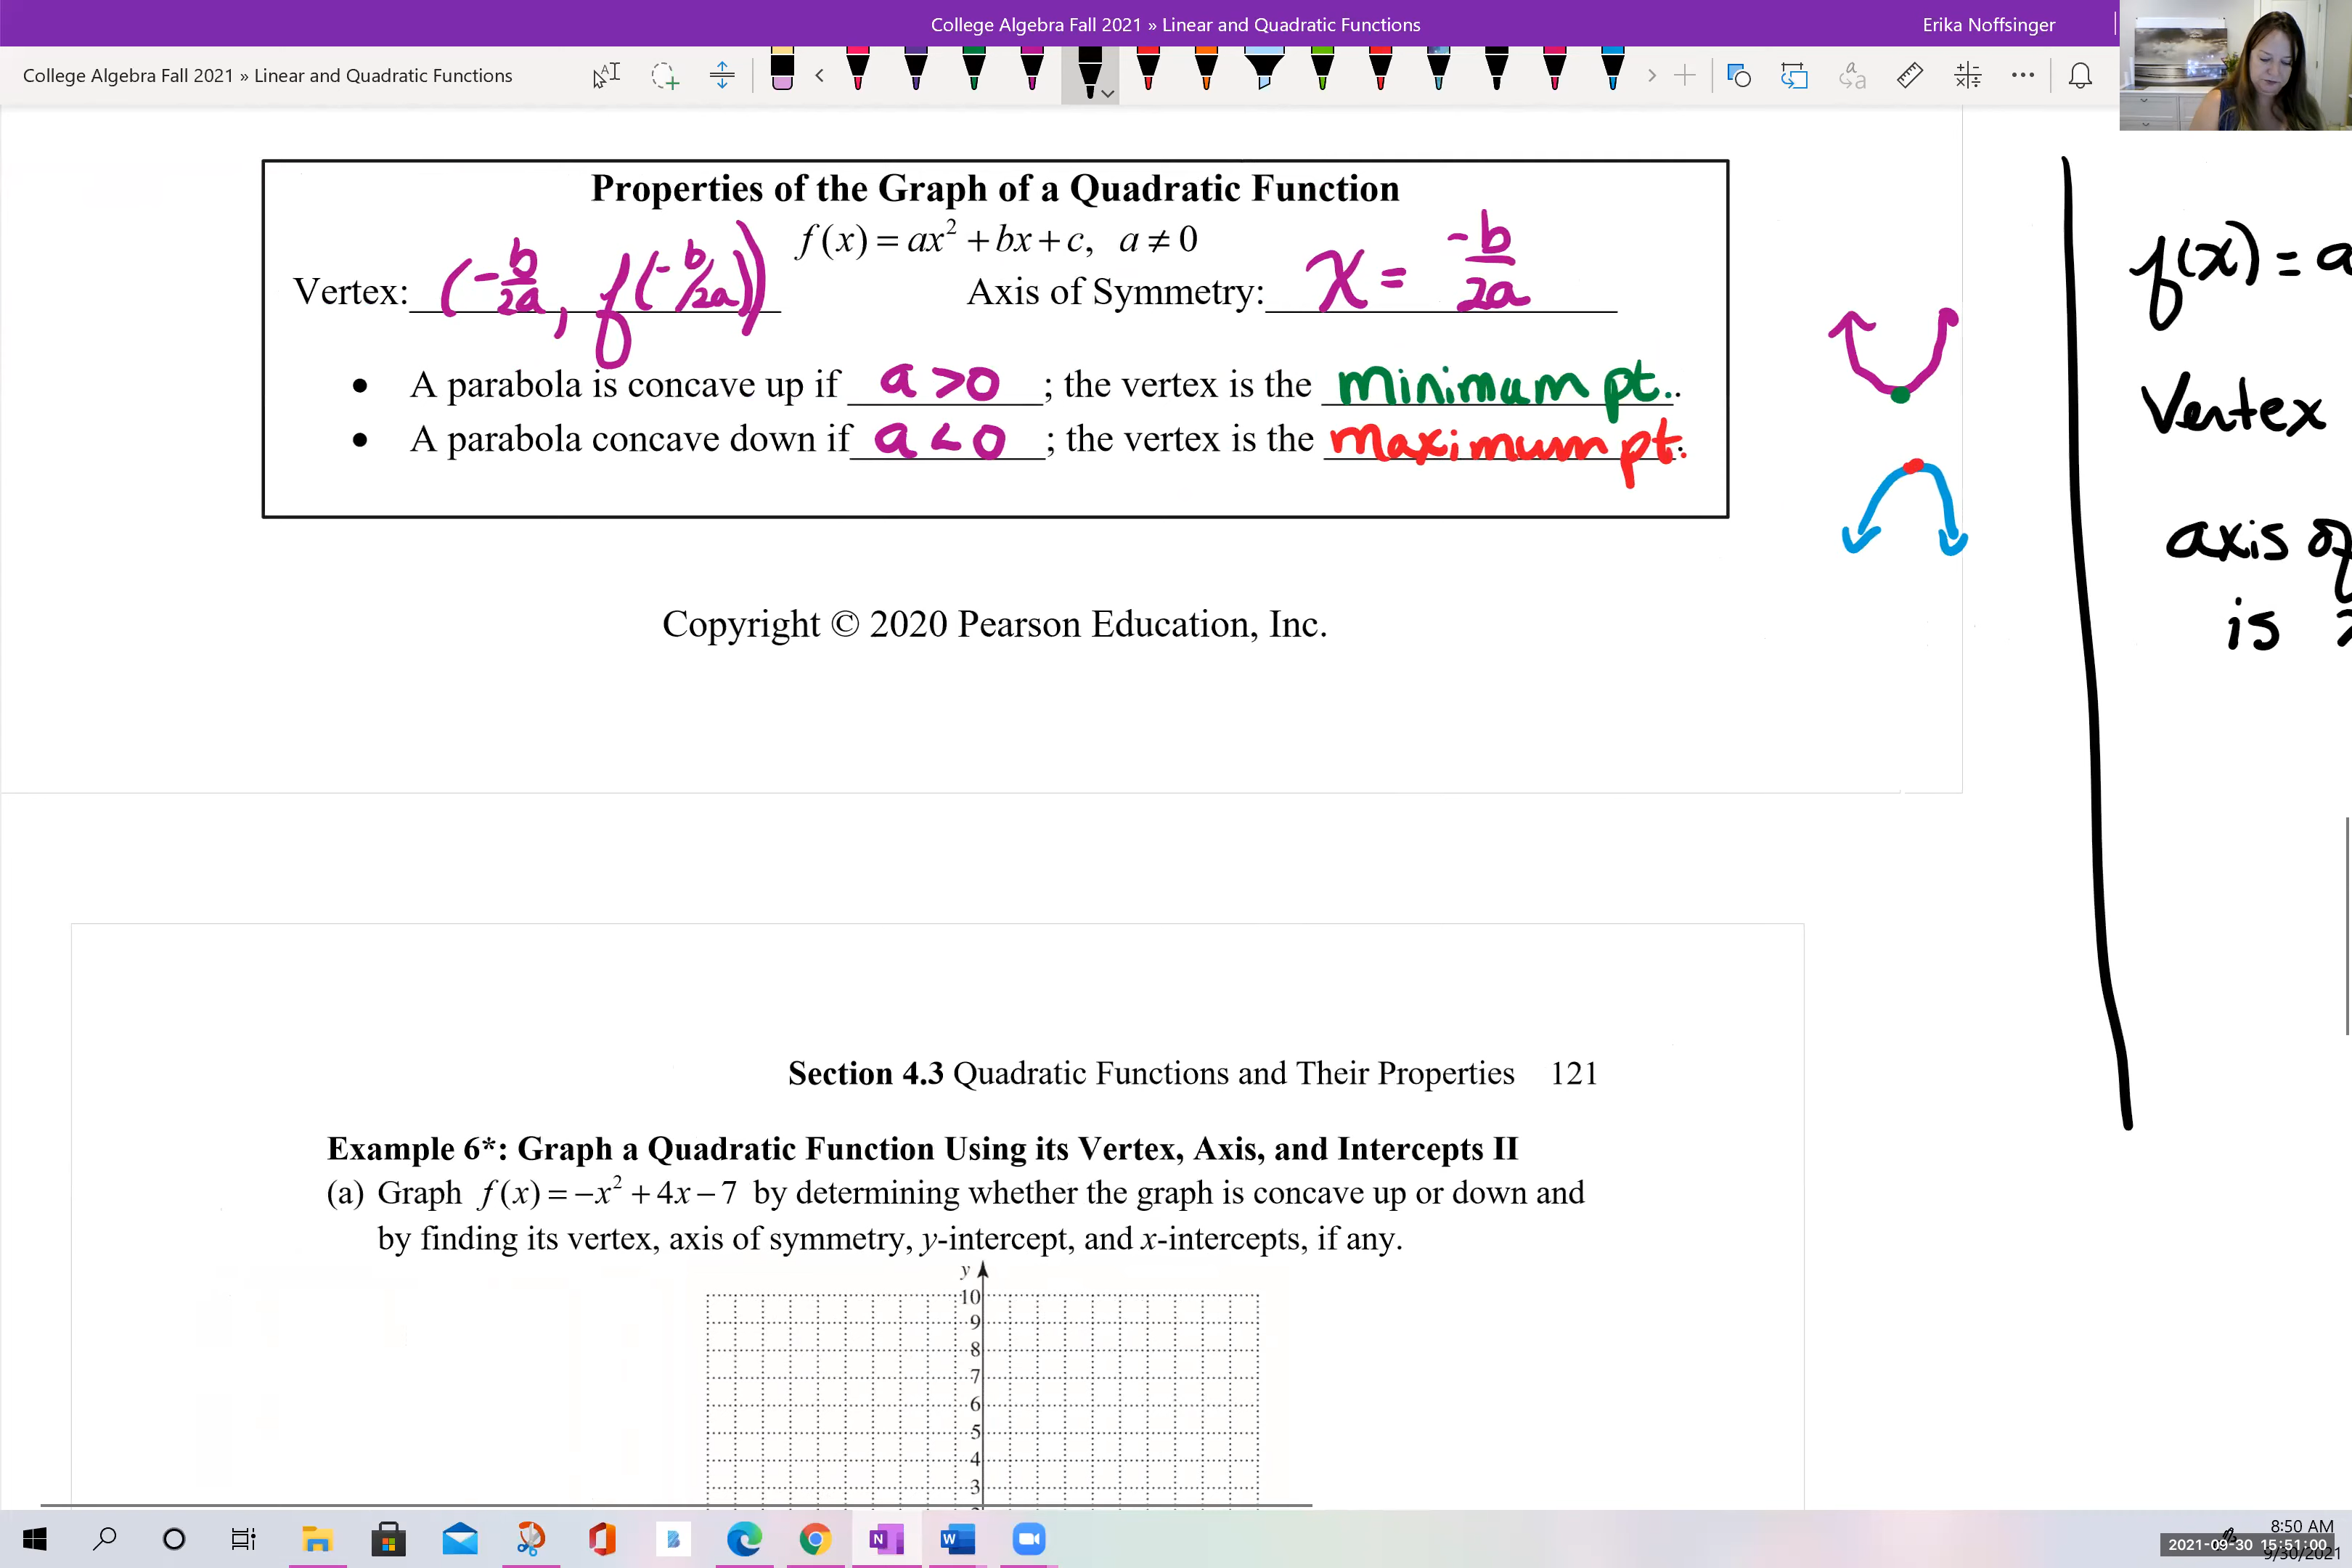 College Algebra Fall 2021 » Linear and Quadratic Functions
Erika Noffsinger
College Algebra Fall 2021 » Linear and Quadratic Functions
Properties of the Graph of a Quadratic Function
f(x) = ax² + bx + c, a ≠ 0
Vertex: (-b/2a, f(-b/2a)) Axis of Symmetry: x = -b/2a
• A parabola is concave up if a > 0 ; the vertex is the minimum pt..
• A parabola concave down if a < 0 ; the vertex is the maximum pt..
Copyright © 2020 Pearson Education, Inc.
f(x) = a
Vertex
axis of
is
Section 4.3 Quadratic Functions and Their Properties 121
Example 6*: Graph a Quadratic Function Using its Vertex, Axis, and Intercepts II
(a) Graph f(x) = −x² + 4x − 7 by determining whether the graph is concave up or down and
by finding its vertex, axis of symmetry, y-intercept, and x-intercepts, if any.
y
10
9
8
7
6
5
4
3
8:50 AM
2021-09-30 15:51:00
9/30/2021